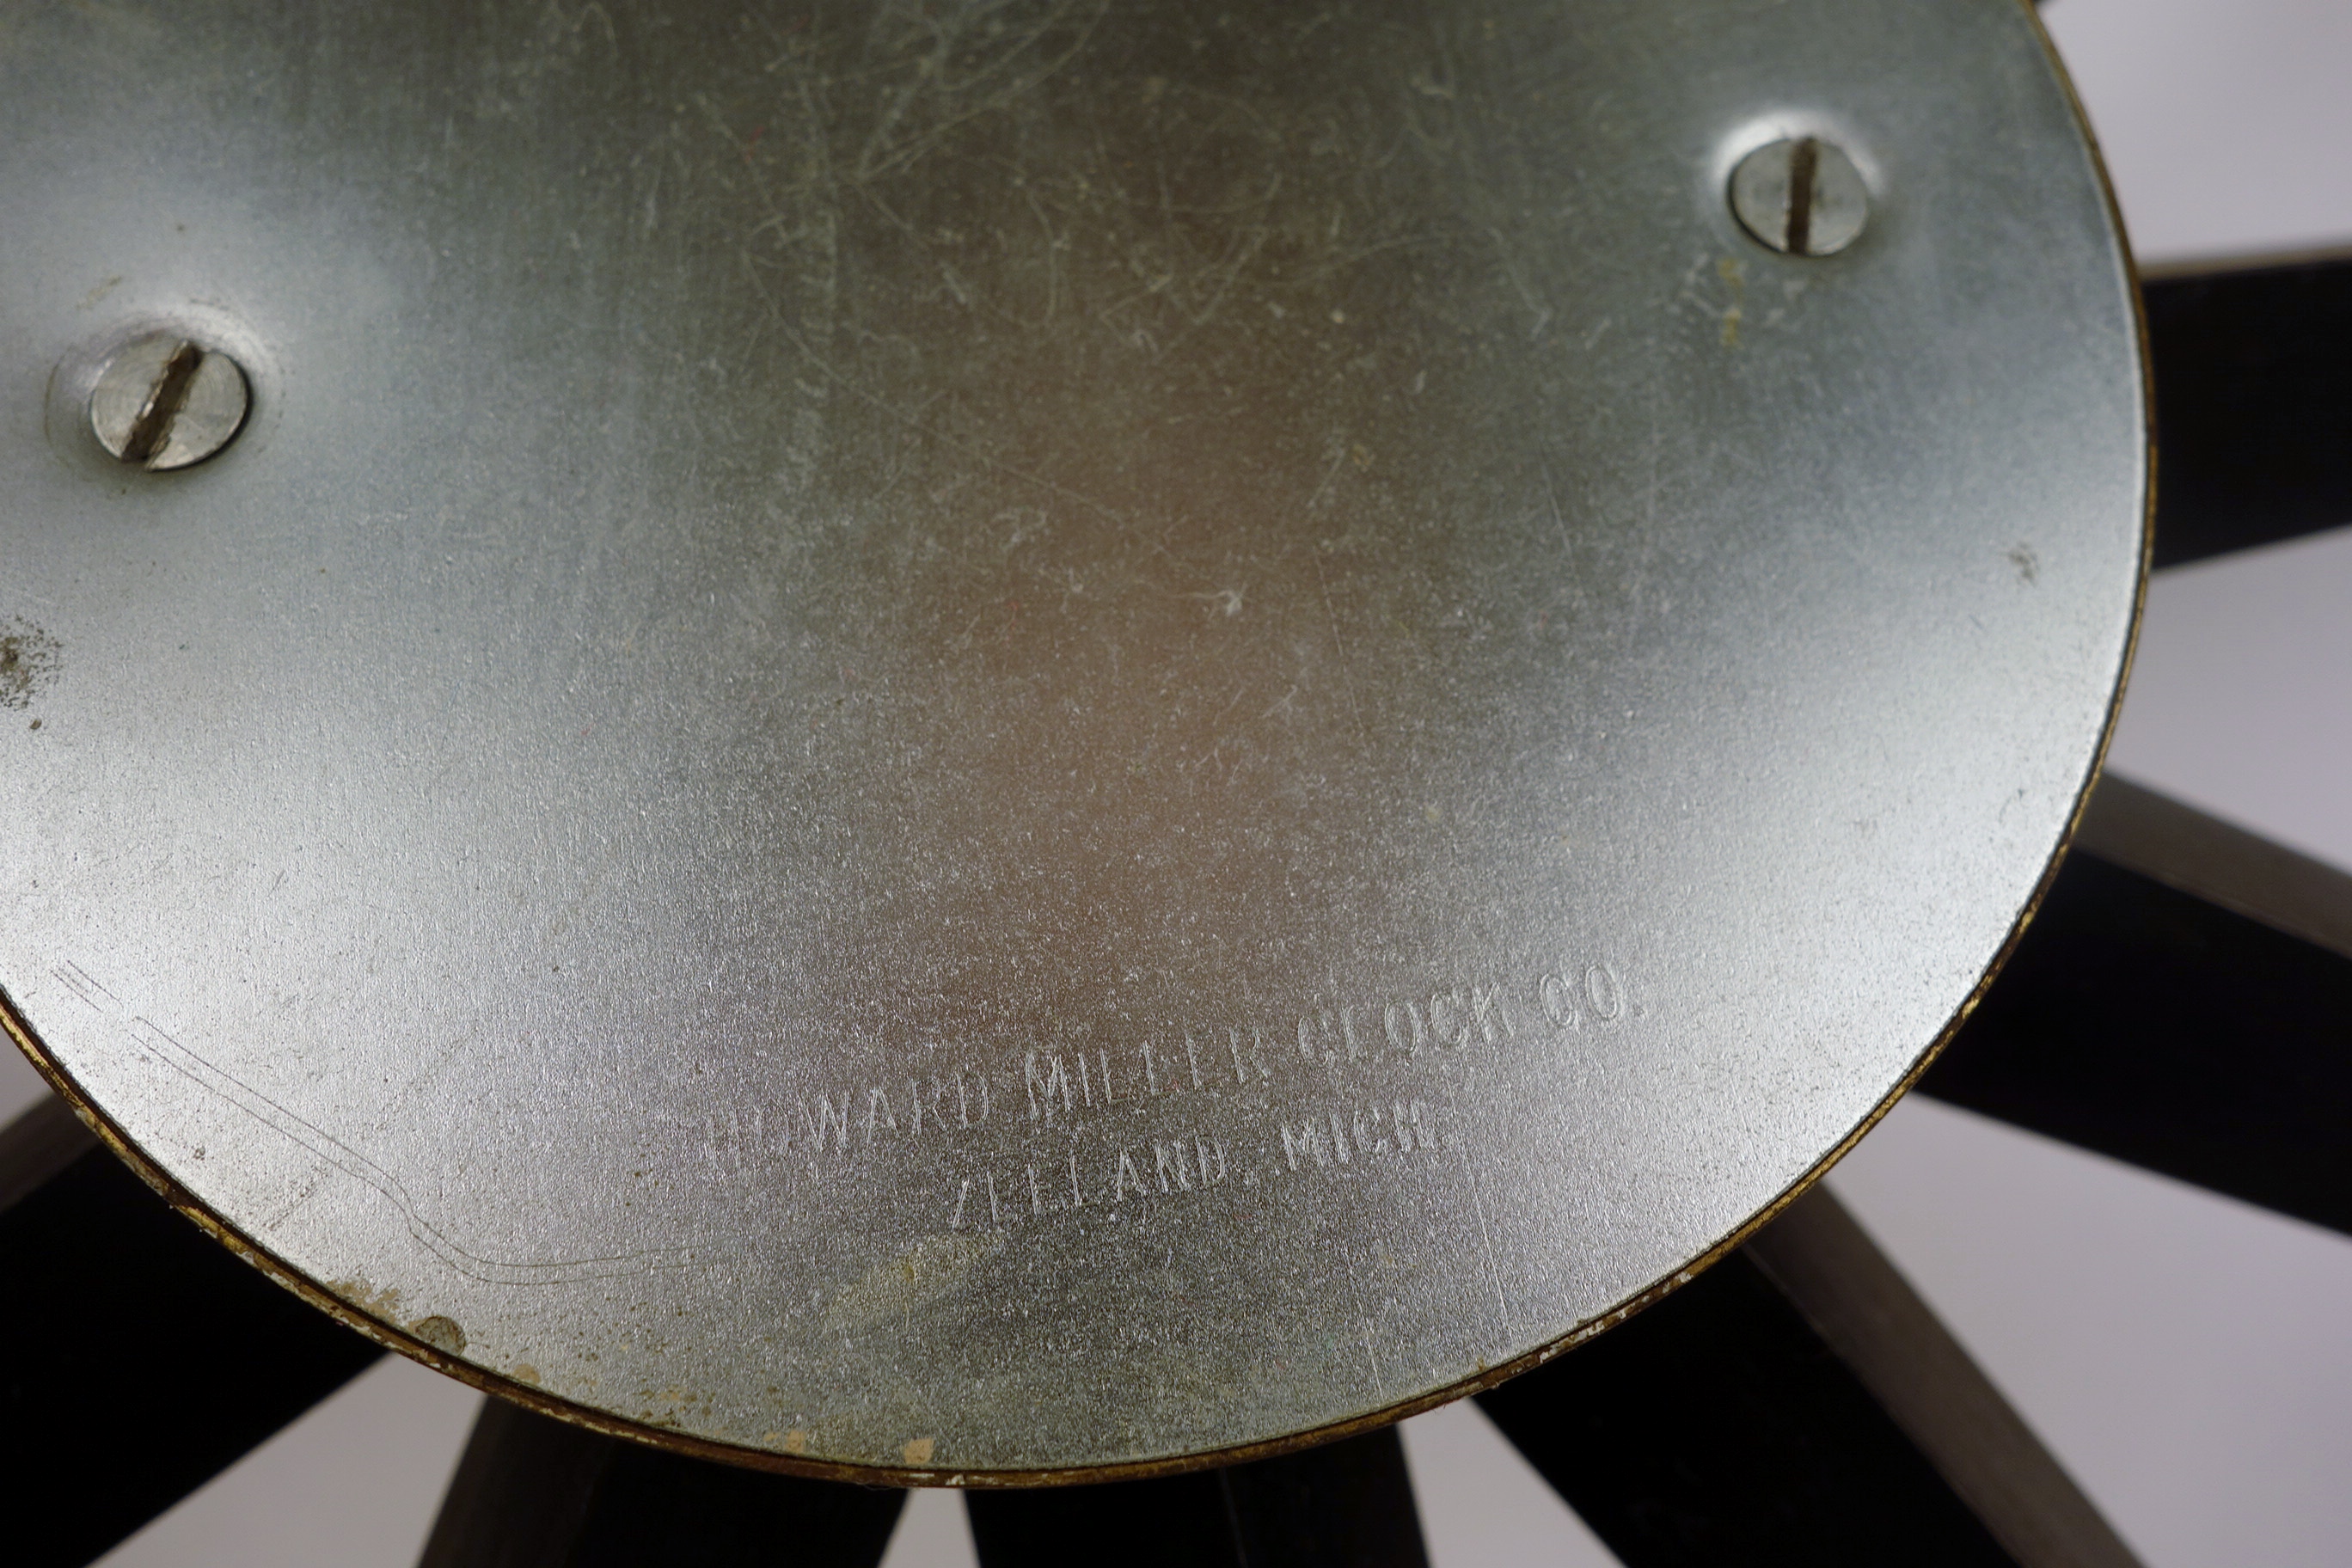 HOWARD MILLER CLOCK CO.
ZEELAND, MICH.